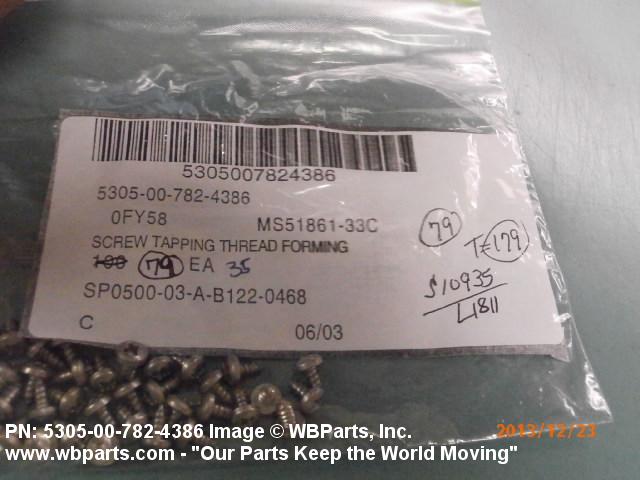 5305007824386
5305-00-782-4386
0FY58 MS51861-33C
SCREW TAPPING THREAD FORMING
100 79 EA 35
SP0500-03-A-B122-0468
C 06/03
79
T=179
S10935
L1811
2013/12/23
PN: 5305-00-782-4386 Image © WBParts, Inc.
www.wbparts.com - "Our Parts Keep the World Moving"